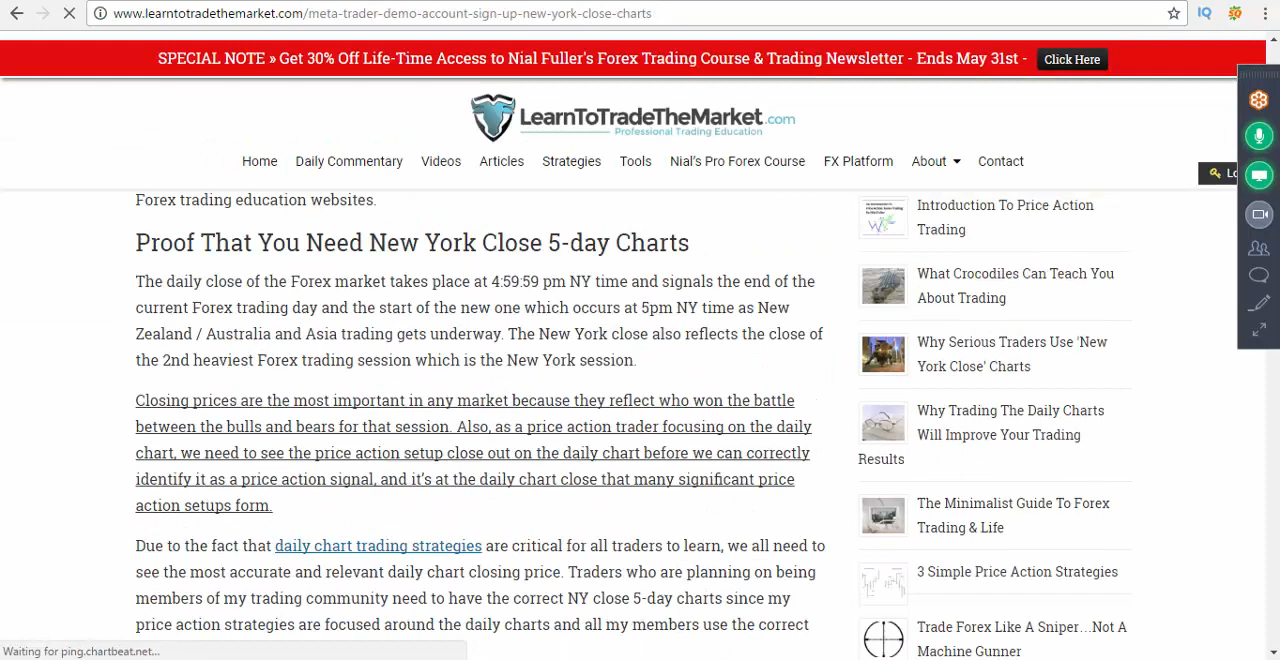 www.learntotradethemarket.com/meta-trader-demo-account-sign-up-new-york-close-charts
SPECIAL NOTE » Get 30% Off Life-Time Access to Nial Fuller's Forex Trading Course & Trading Newsletter - Ends May 31st -
Click Here
LearnToTradeTheMarket.com
Professional Trading Education
Home Daily Commentary Videos Articles Strategies Tools Nial's Pro Forex Course FX Platform About Contact
Forex trading education websites.
Proof That You Need New York Close 5-day Charts
The daily close of the Forex market takes place at 4:59:59 pm NY time and signals the end of the
current Forex trading day and the start of the new one which occurs at 5pm NY time as New
Zealand / Australia and Asia trading gets underway. The New York close also reflects the close of
the 2nd heaviest Forex trading session which is the New York session.
Closing prices are the most important in any market because they reflect who won the battle
between the bulls and bears for that session. Also, as a price action trader focusing on the daily
chart, we need to see the price action setup close out on the daily chart before we can correctly
identify it as a price action signal, and it's at the daily chart close that many significant price
action setups form.
Due to the fact that daily chart trading strategies are critical for all traders to learn, we all need to
see the most accurate and relevant daily chart closing price. Traders who are planning on being
members of my trading community need to have the correct NY close 5-day charts since my
price action strategies are focused around the daily charts and all my members use the correct
Introduction To Price Action
Trading
What Crocodiles Can Teach You
About Trading
Why Serious Traders Use 'New
York Close' Charts
Why Trading The Daily Charts
Will Improve Your Trading
Results
The Minimalist Guide To Forex
Trading & Life
3 Simple Price Action Strategies
Trade Forex Like A Sniper…Not A
Machine Gunner
Waiting for ping.chartbeat.net...